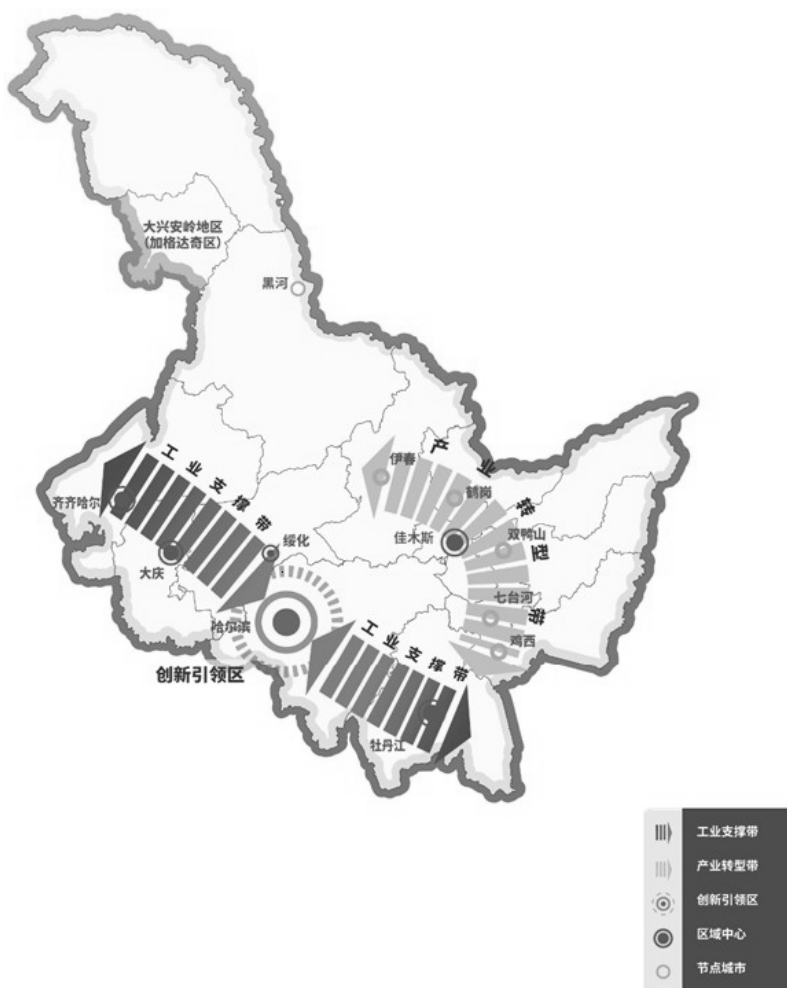 大兴安岭地区
(加格达奇区)
黑河
工业支撑带
产业转型带
伊春
鹤岗
齐齐哈尔
绥化
佳木斯
双鸭山
大庆
七台河
哈尔滨
工业支撑带
鸡西
创新引领区
牡丹江
工业支撑带
产业转型带
创新引领区
区域中心
节点城市